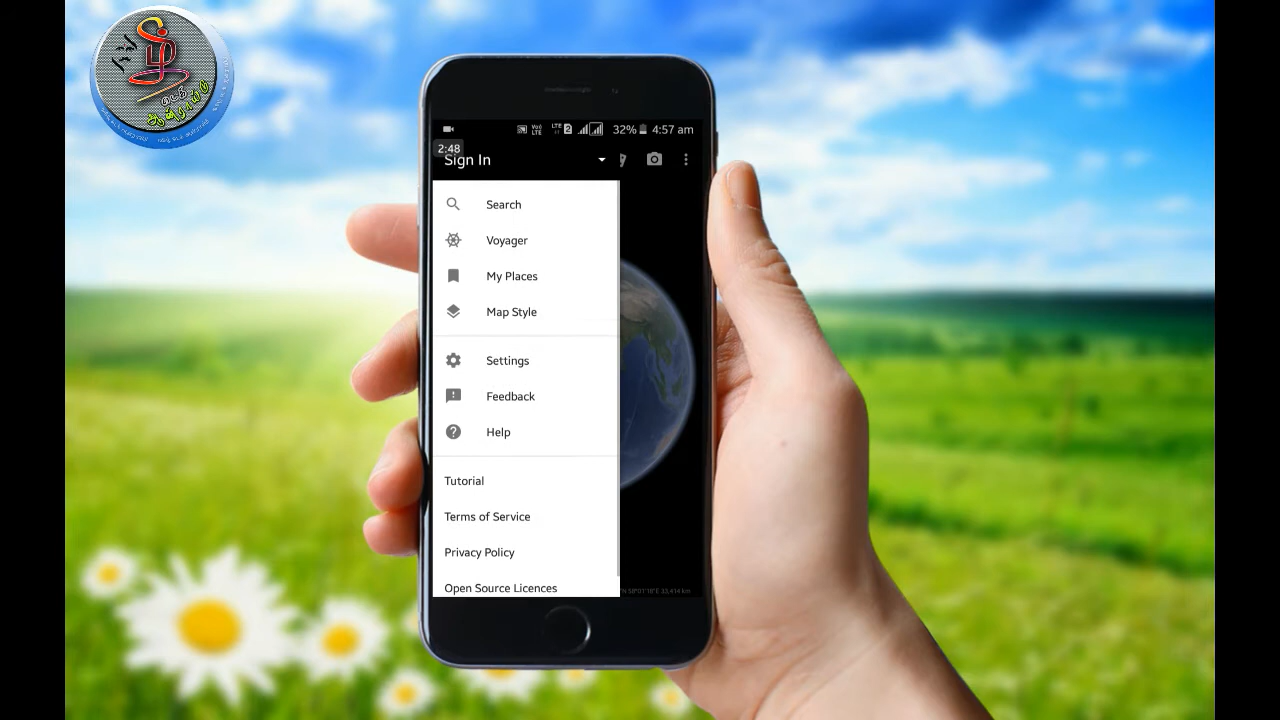 32% 4:57 am
2:48
Sign In
Search
Voyager
My Places
Map Style
Settings
Feedback
Help
Tutorial
Terms of Service
Privacy Policy
Open Source Licences